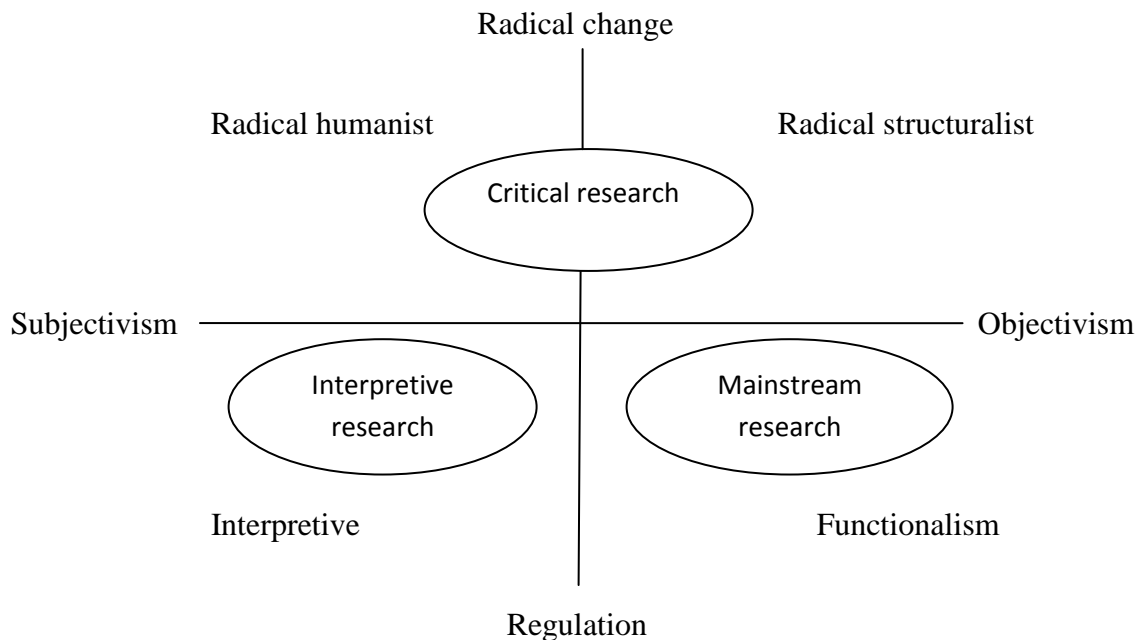 Radical change
Radical humanist
Radical structuralist
Critical research
Subjectivism
Objectivism
Interpretive
research
Mainstream
research
Interpretive
Functionalism
Regulation